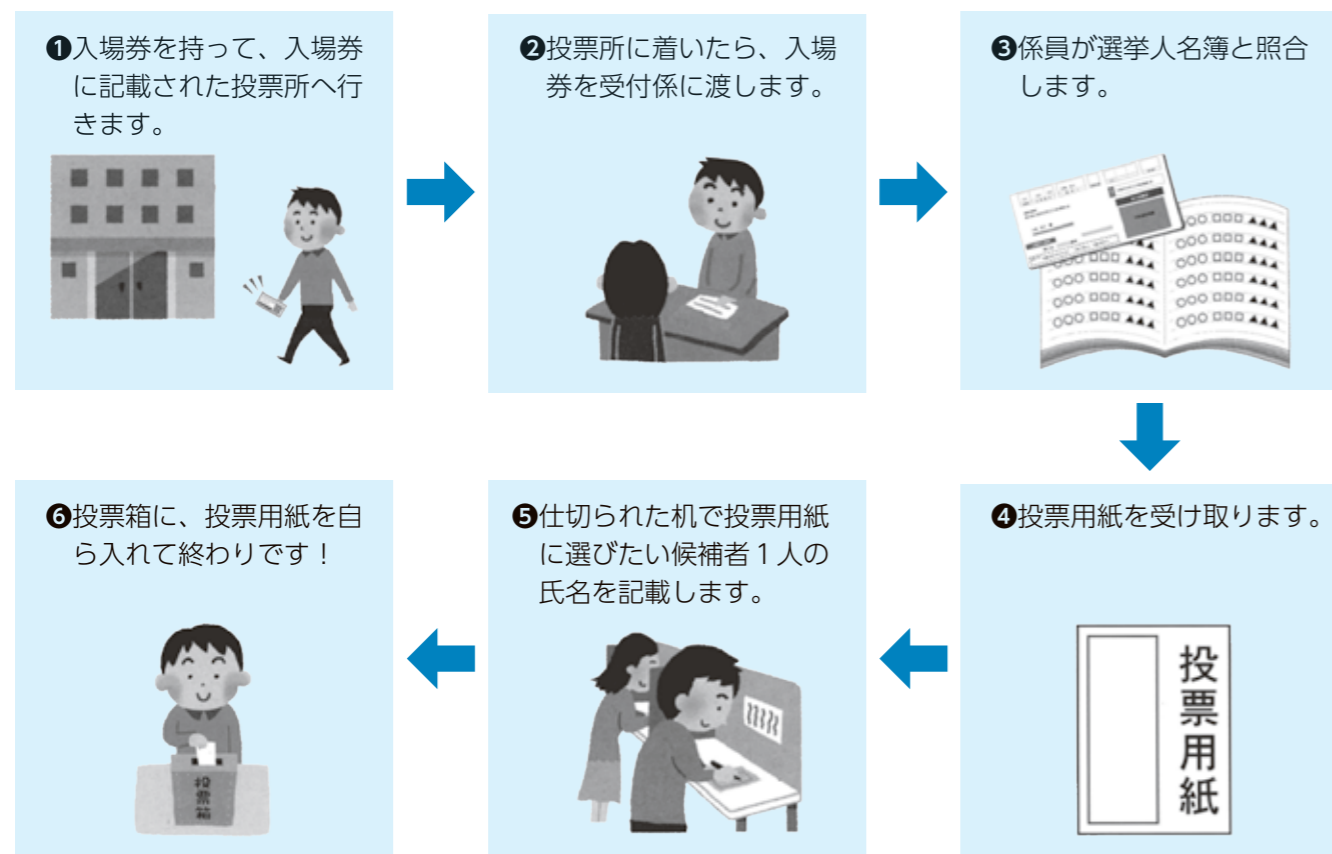 ❶入場券を持って、入場券
に記載された投票所へ行
きます。
❷投票所に着いたら、入場
券を受付係に渡します。
❸係員が選挙人名簿と照合
します。
○○○ □□□ ▲▲▲
○○○ □□□ ▲▲▲
○○○ □□□ ▲▲▲
○○○ □□□ ▲▲▲
○○○ □□□ ▲▲▲
○○○ □□□ ▲▲▲
❹投票用紙を受け取ります。
投票用紙
❺仕切られた机で投票用紙
に選びたい候補者１人の
氏名を記載します。
❻投票箱に、投票用紙を自
ら入れて終わりです！
投票箱